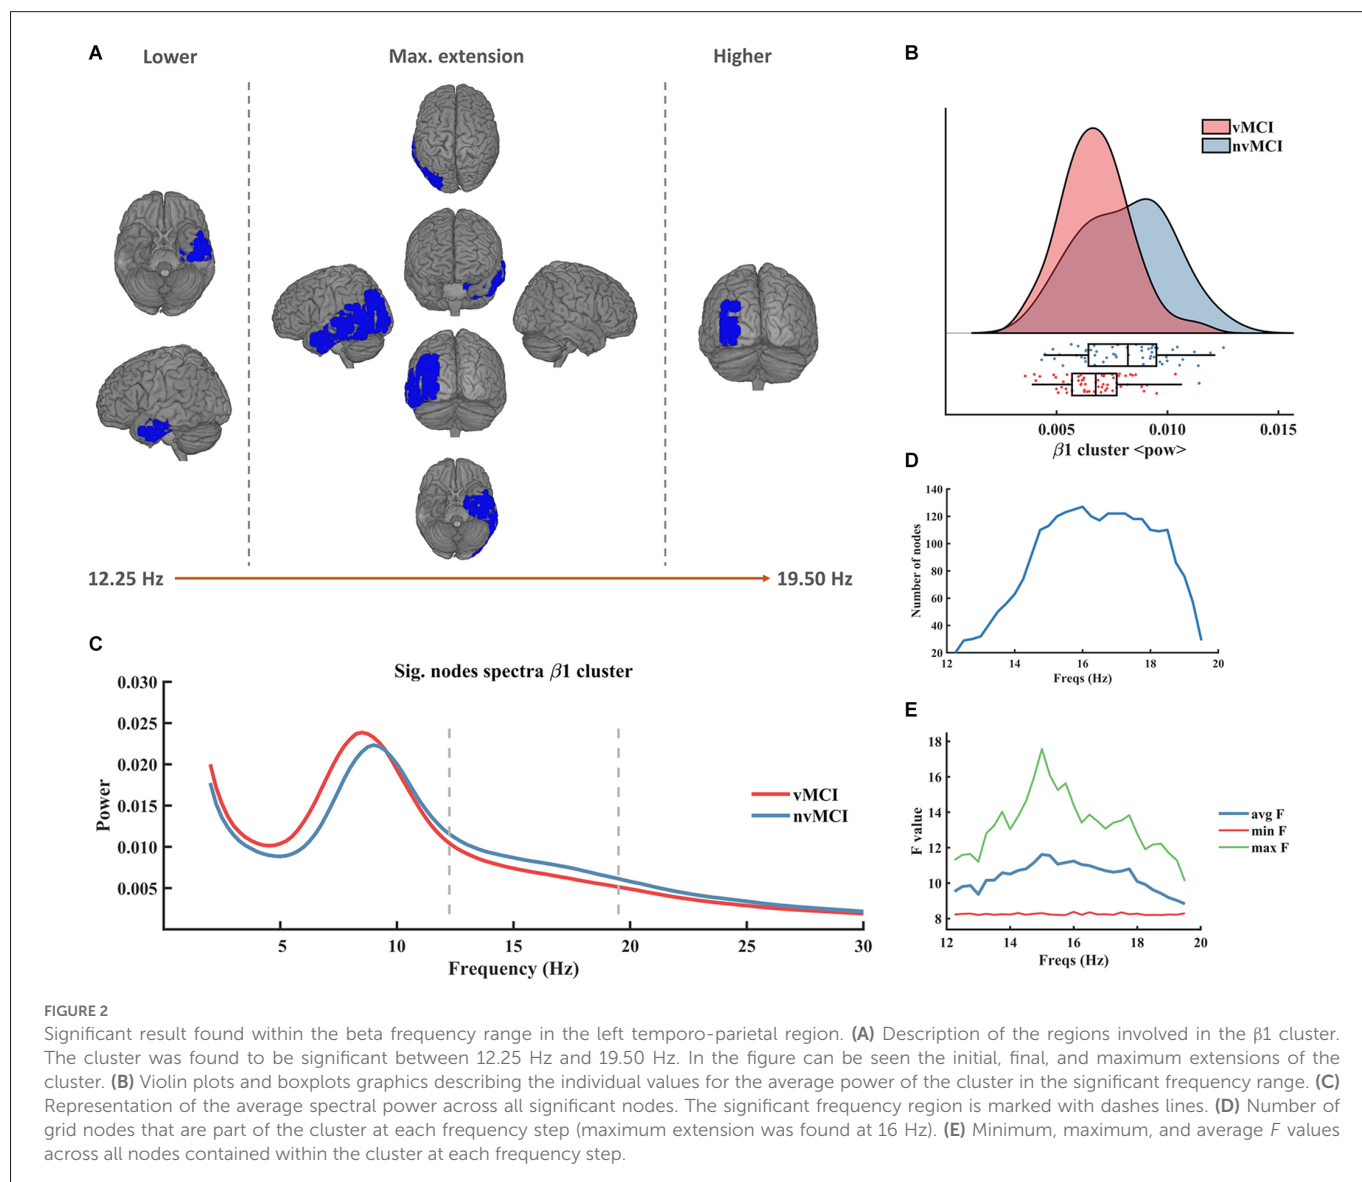 A
Lower
Max. extension
Higher
12.25 Hz
19.50 Hz
B
vMCI
nvMCI
0.005
0.010
0.015
β1 cluster <pow>
C
Sig. nodes spectra β1 cluster
0.030
0.025
0.020
0.015
0.010
0.005
Power
vMCI
nvMCI
5
10
15
20
25
30
Frequency (Hz)
D
140
120
100
80
60
40
20
Number of nodes
12
14
16
18
20
Freqs (Hz)
E
18
16
14
12
10
8
F value
avg F
min F
max F
12
14
16
18
20
Freqs (Hz)
FIGURE 2
Significant result found within the beta frequency range in the left temporo-parietal region. (A) Description of the regions involved in the β1 cluster.
The cluster was found to be significant between 12.25 Hz and 19.50 Hz. In the figure can be seen the initial, final, and maximum extensions of the
cluster. (B) Violin plots and boxplots graphics describing the individual values for the average power of the cluster in the significant frequency range. (C)
Representation of the average spectral power across all significant nodes. The significant frequency region is marked with dashes lines. (D) Number of
grid nodes that are part of the cluster at each frequency step (maximum extension was found at 16 Hz). (E) Minimum, maximum, and average F values
across all nodes contained within the cluster at each frequency step.